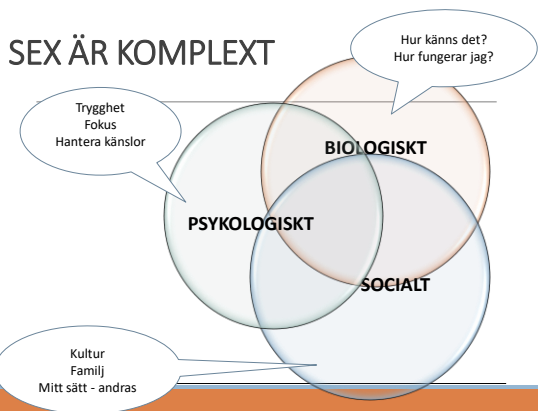 SEX ÄR KOMPLEXT
Hur känns det?
Hur fungerar jag?
Trygghet
Fokus
Hantera känslor
BIOLOGISKT
PSYKOLOGISKT
SOCIALT
Kultur
Familj
Mitt sätt - andras